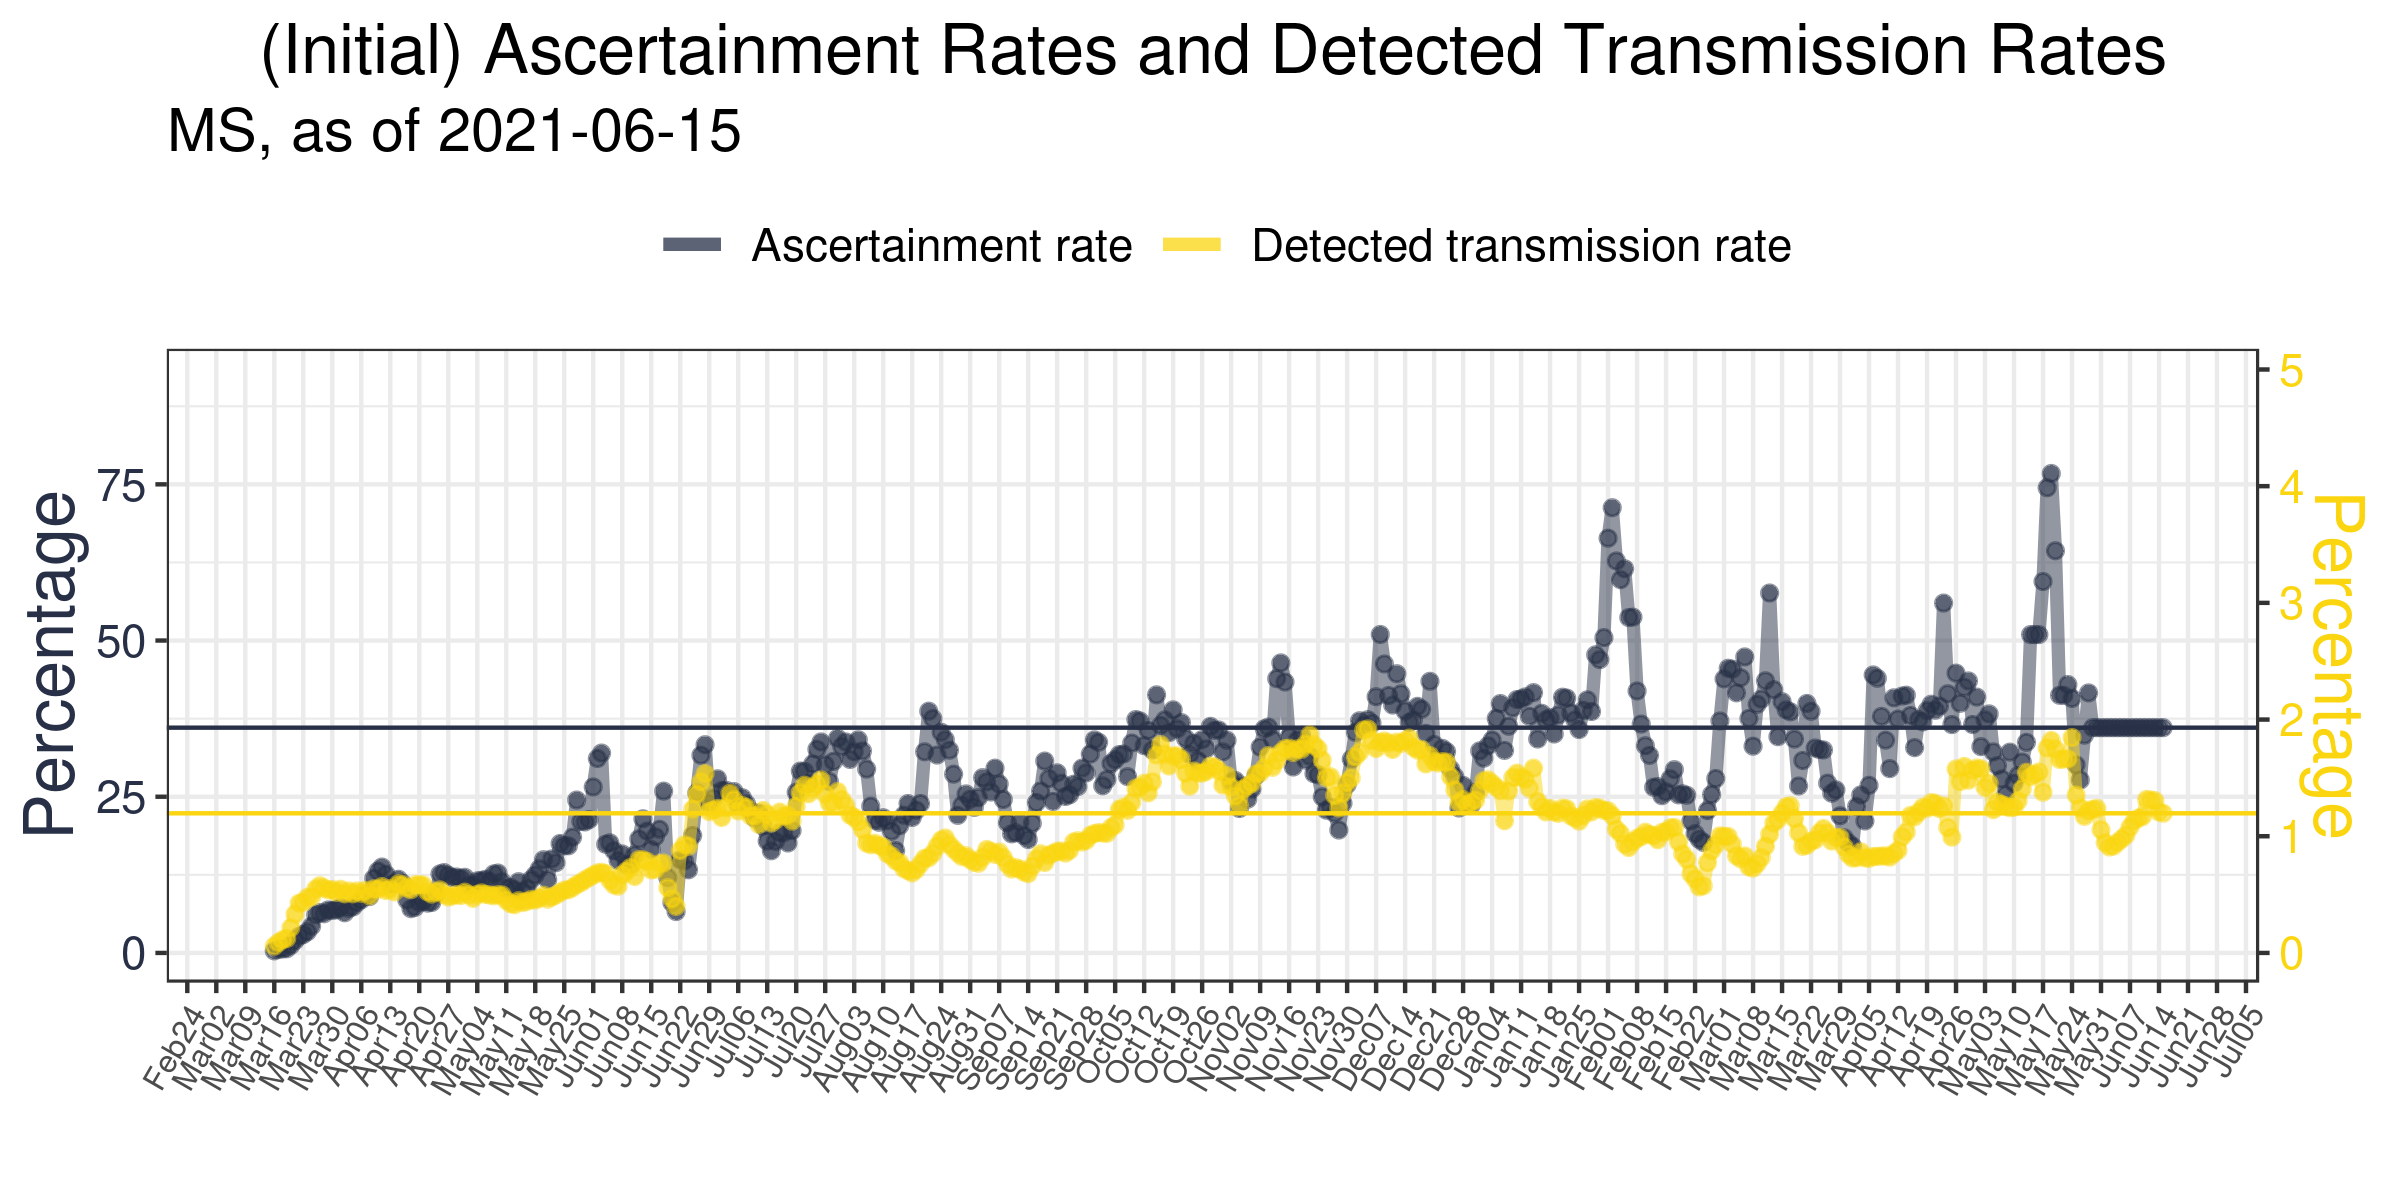 (Initial) Ascertainment Rates and Detected Transmission Rates
MS, as of 2021-06-15
Ascertainment rate
Detected transmission rate
Percentage
75
50
25
0
5
4
3
2
1
0
Percentage
Feb24
Mar02
Mar09
Mar16
Mar23
Mar30
Apr06
Apr13
Apr20
Apr27
May04
May11
May18
May25
Jun01
Jun08
Jun15
Jun22
Jun29
Jul06
Jul13
Jul20
Jul27
Aug03
Aug10
Aug17
Aug24
Aug31
Sep07
Sep14
Sep21
Sep28
Oct05
Oct12
Oct19
Oct26
Nov02
Nov09
Nov16
Nov23
Nov30
Dec07
Dec14
Dec21
Dec28
Jan04
Jan11
Jan18
Jan25
Feb01
Feb08
Feb15
Feb22
Mar01
Mar08
Mar15
Mar22
Mar29
Apr05
Apr12
Apr19
Apr26
May03
May10
May17
May24
May31
Jun07
Jun14
Jun21
Jun28
Jul05